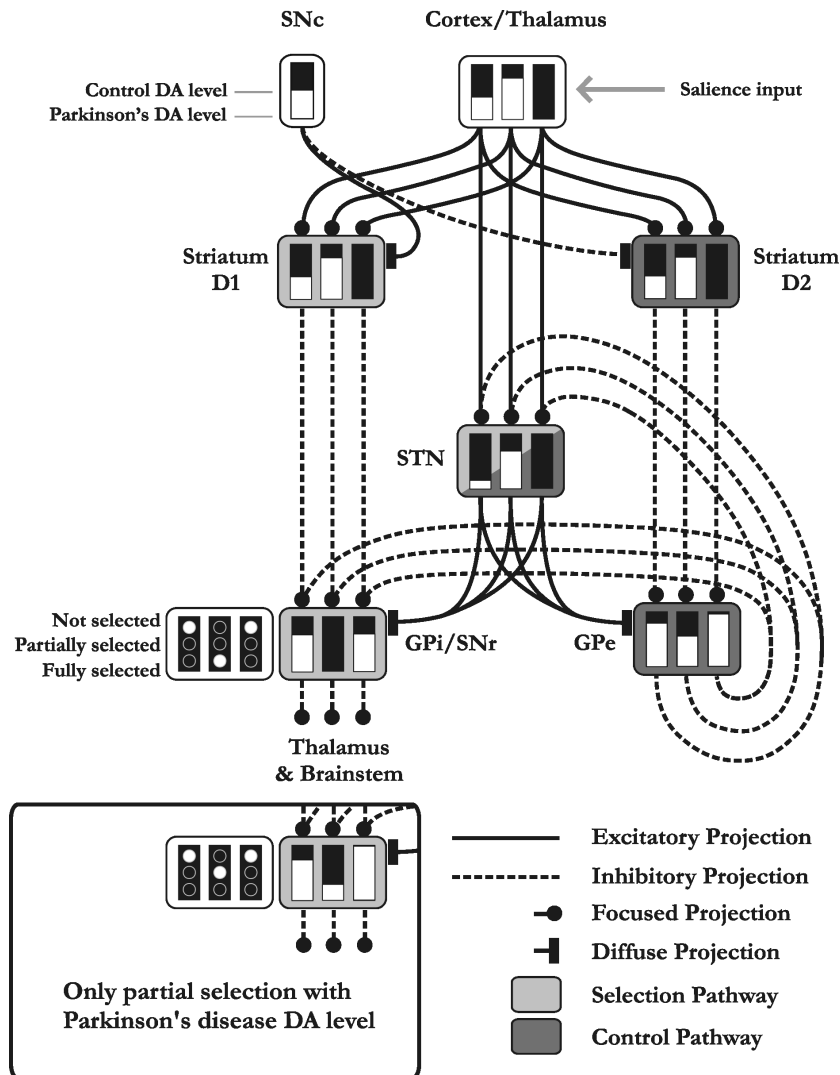 SNc
Cortex/Thalamus
Control DA level
Parkinson's DA level
Salience input
Striatum
D1
Striatum
D2
STN
Not selected
Partially selected
Fully selected
GPi/SNr
GPe
Thalamus
& Brainstem
Only partial selection with
Parkinson's disease DA level
Excitatory Projection
Inhibitory Projection
Focused Projection
Diffuse Projection
Selection Pathway
Control Pathway